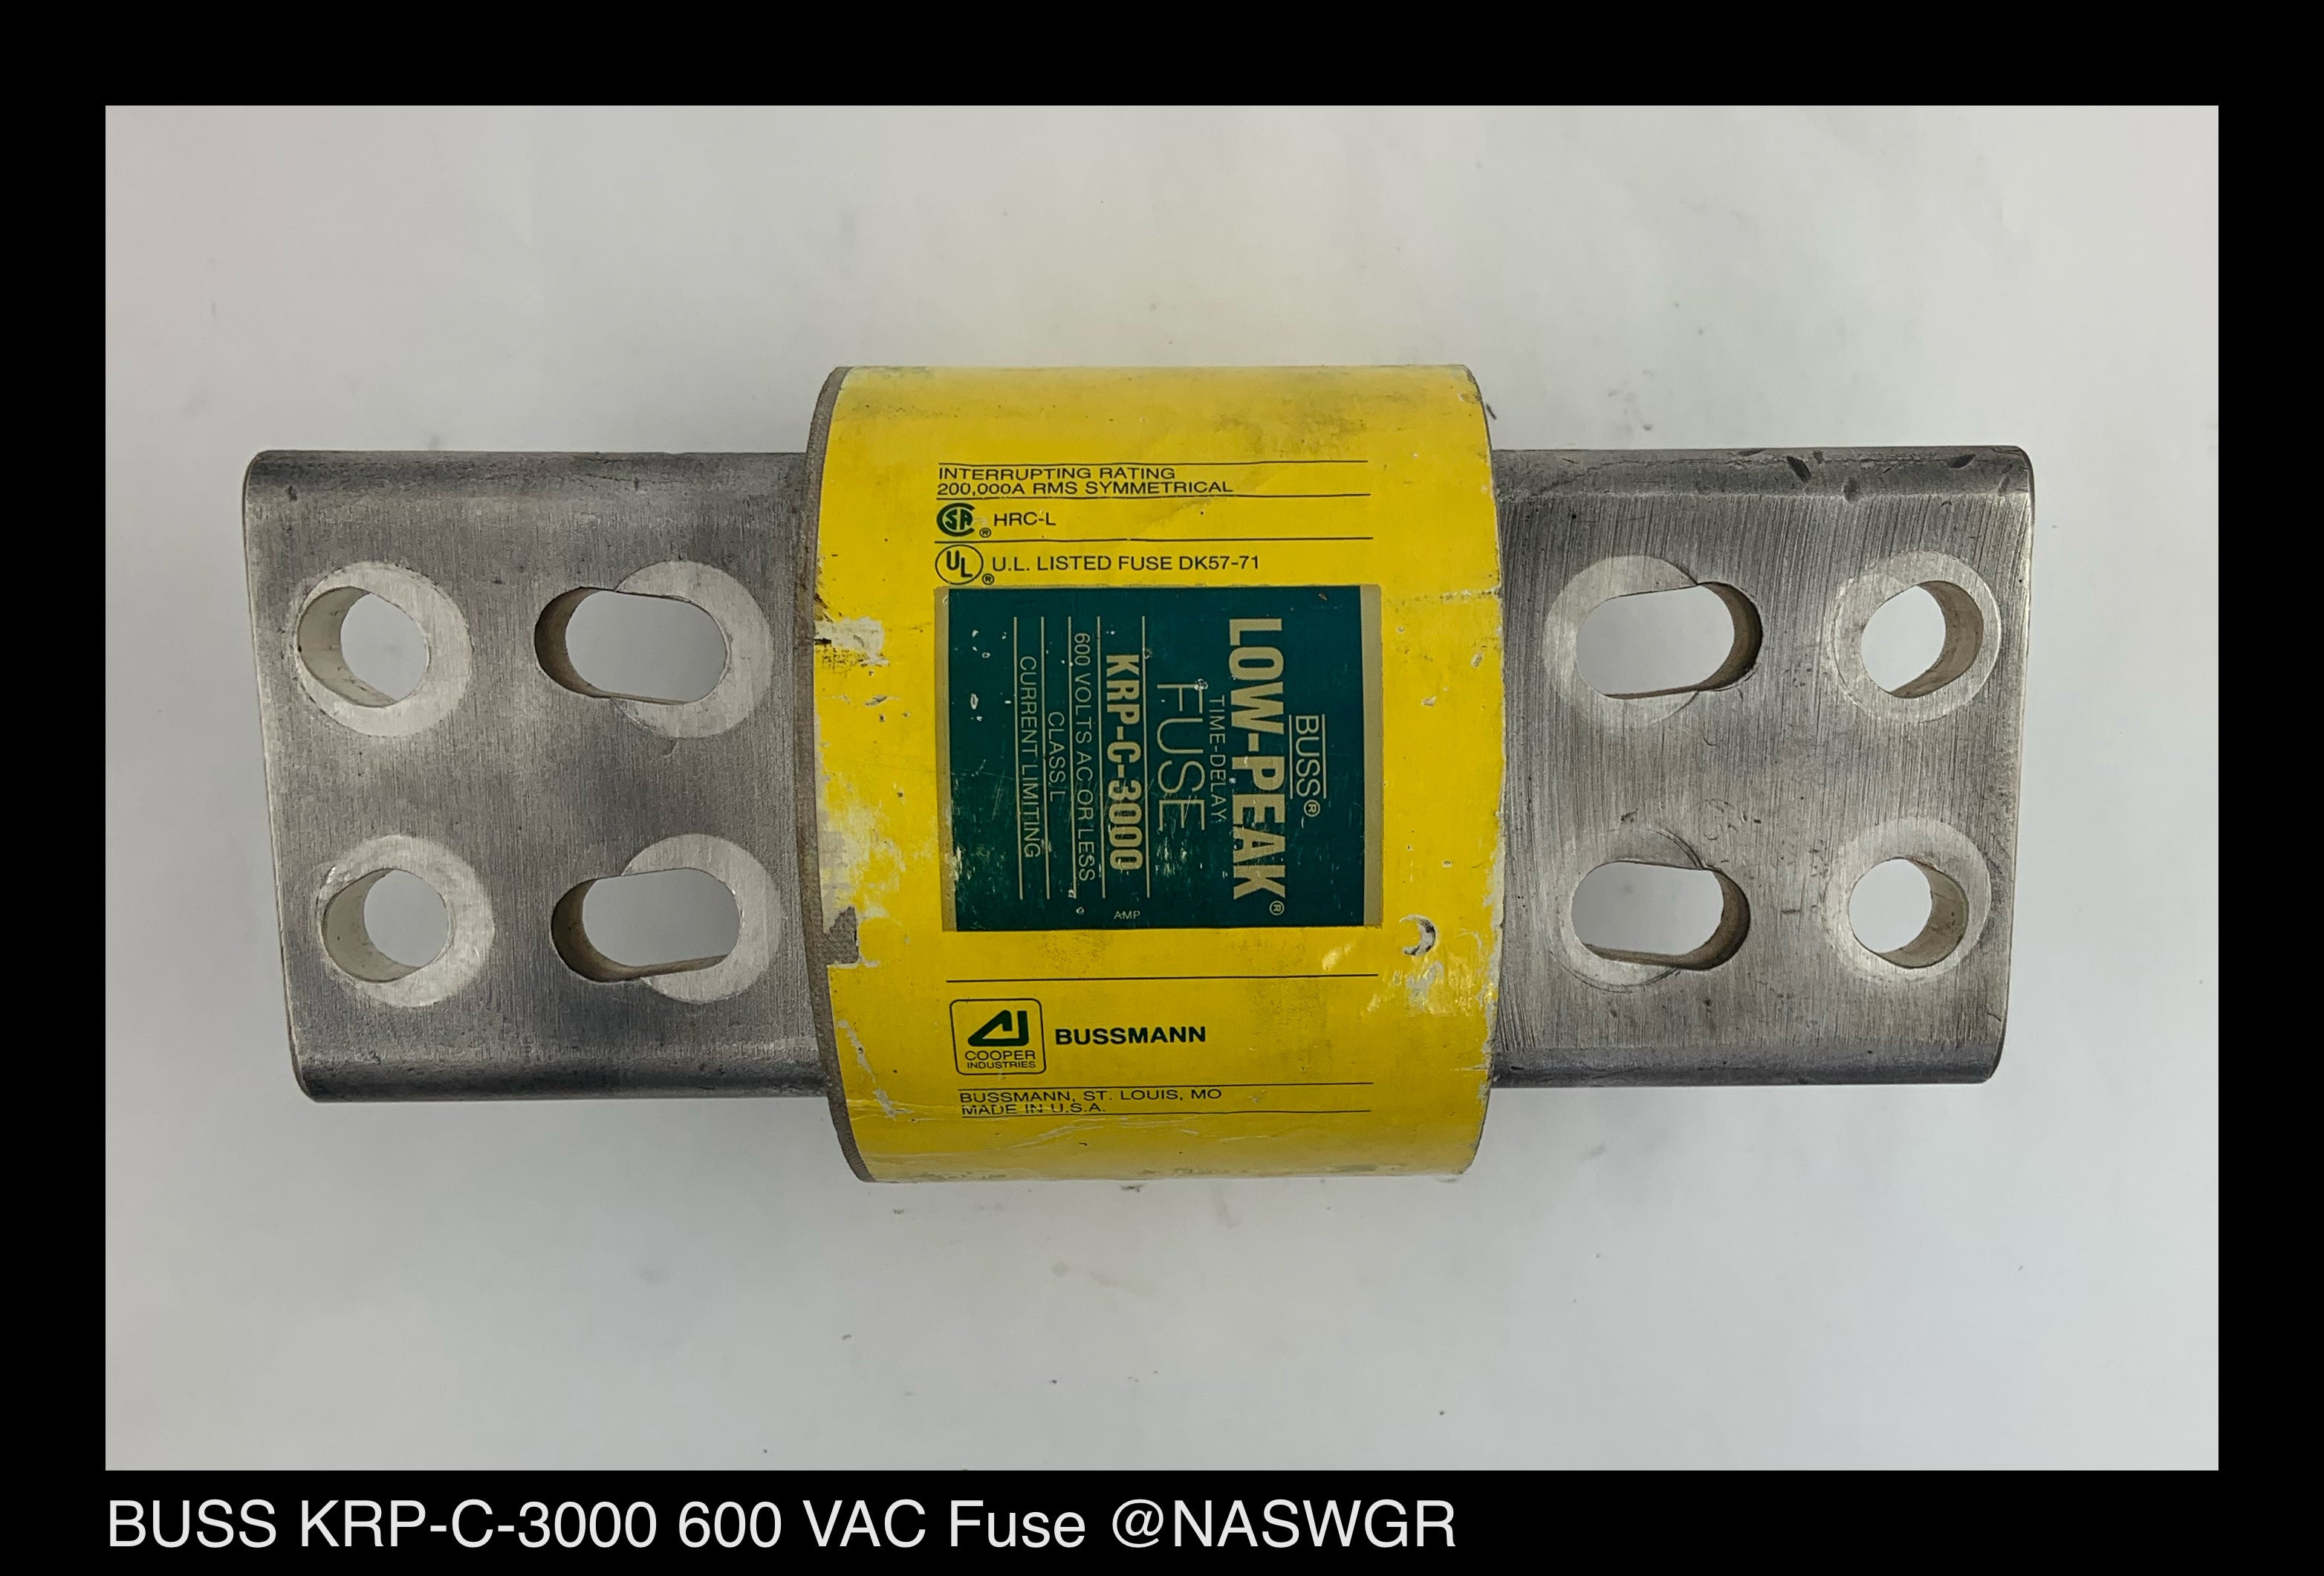 INTERRUPTING RATING
200,000A RMS SYMMETRICAL
SA ® HRC-L
UL ® U.L. LISTED FUSE DK57-71
BUSS®
LOW-PEAK®
TIME-DELAY
FUSE
KRP-C-3000 AMP
600 VOLTS AC OR LESS
CLASS L
CURRENT LIMITING
COOPER
INDUSTRIES
BUSSMANN
BUSSMANN, ST. LOUIS, MO
MADE IN U.S.A.
BUSS KRP-C-3000 600 VAC Fuse @NASWGR